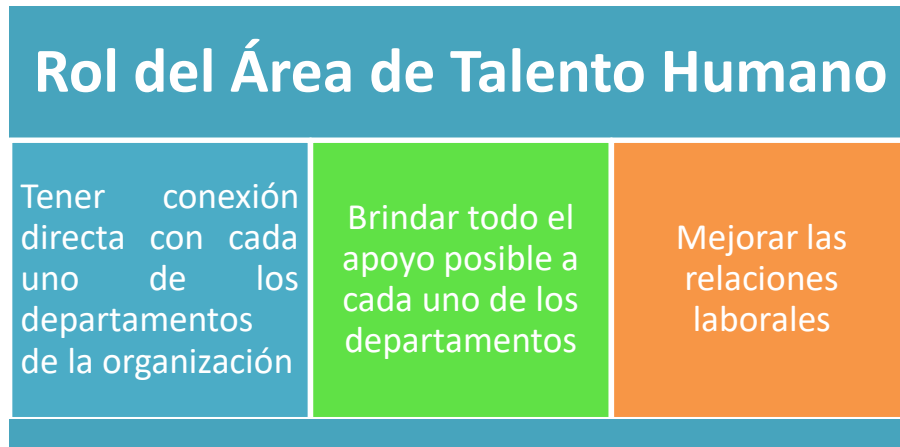 Rol del Área de Talento Humano
Tener conexión
directa con cada
uno de los
departamentos
de la organización
Brindar todo el
apoyo posible a
cada uno de los
departamentos
Mejorar las
relaciones
laborales